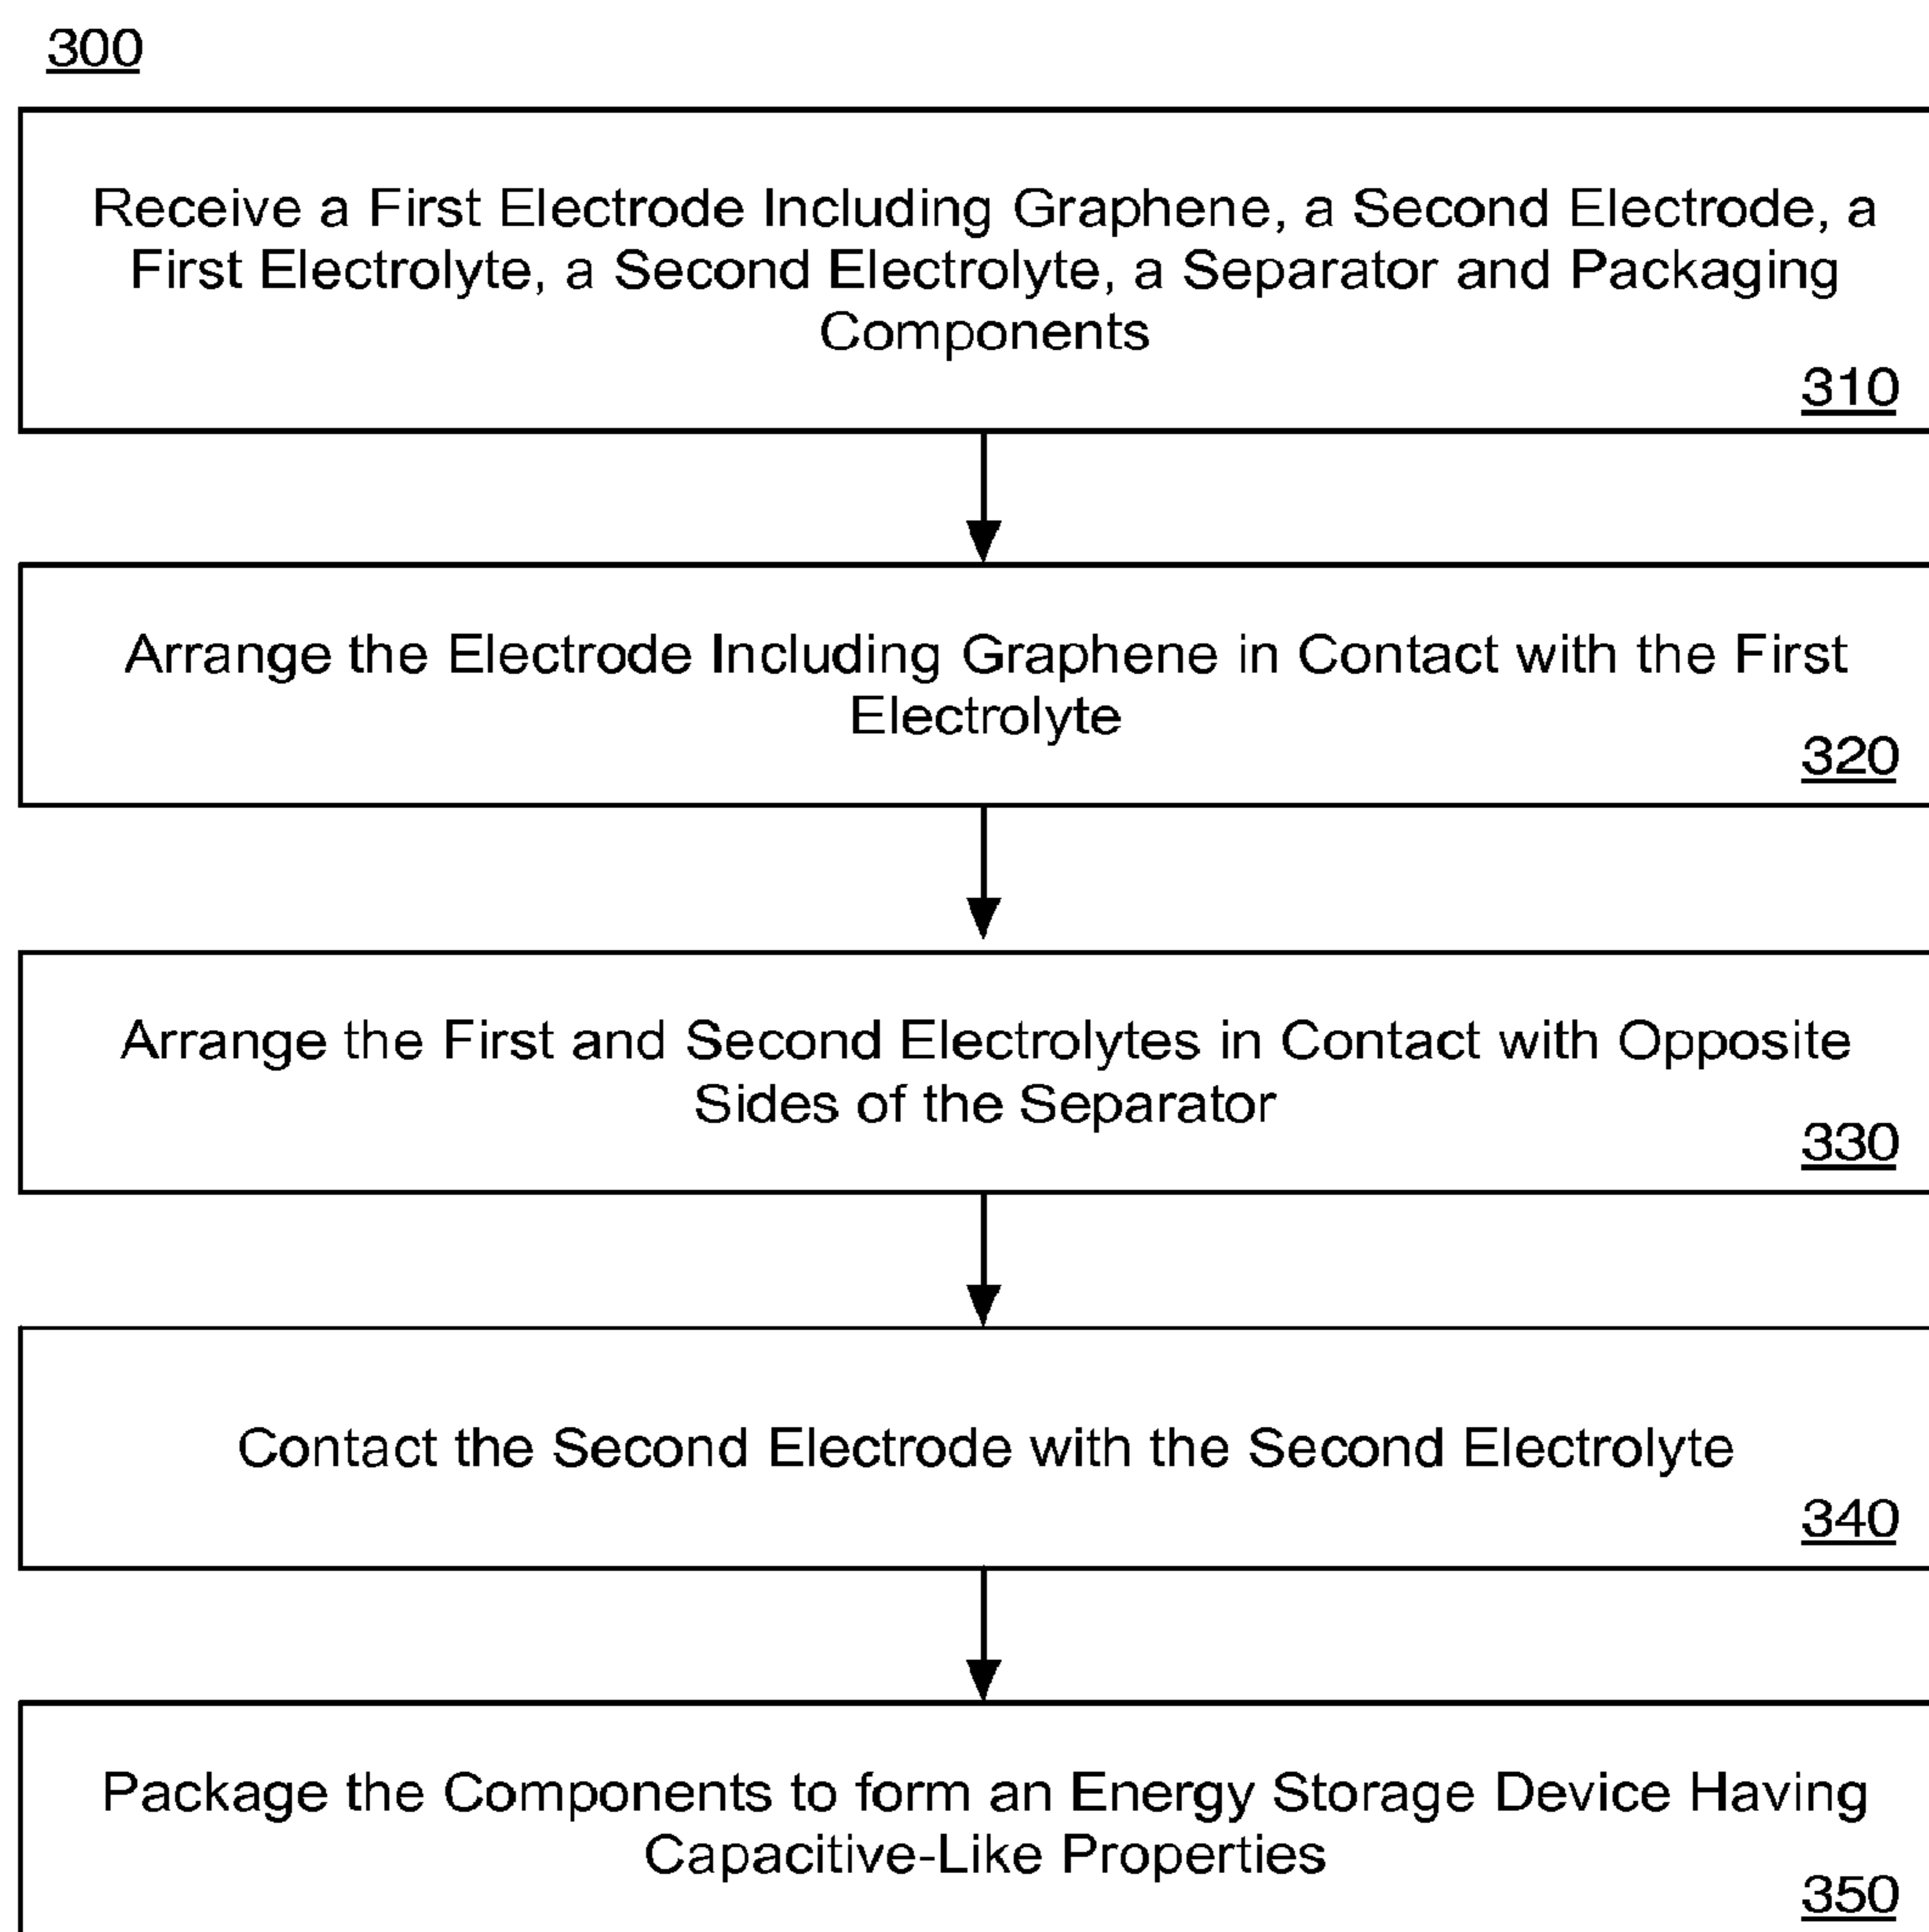 300
Receive a First Electrode Including Graphene, a Second Electrode, a
First Electrolyte, a Second Electrolyte, a Separator and Packaging
Components
310
Arrange the Electrode Including Graphene in Contact with the First
Electrolyte
320
Arrange the First and Second Electrolytes in Contact with Opposite
Sides of the Separator
330
Contact the Second Electrode with the Second Electrolyte
340
Package the Components to form an Energy Storage Device Having
Capacitive-Like Properties
350